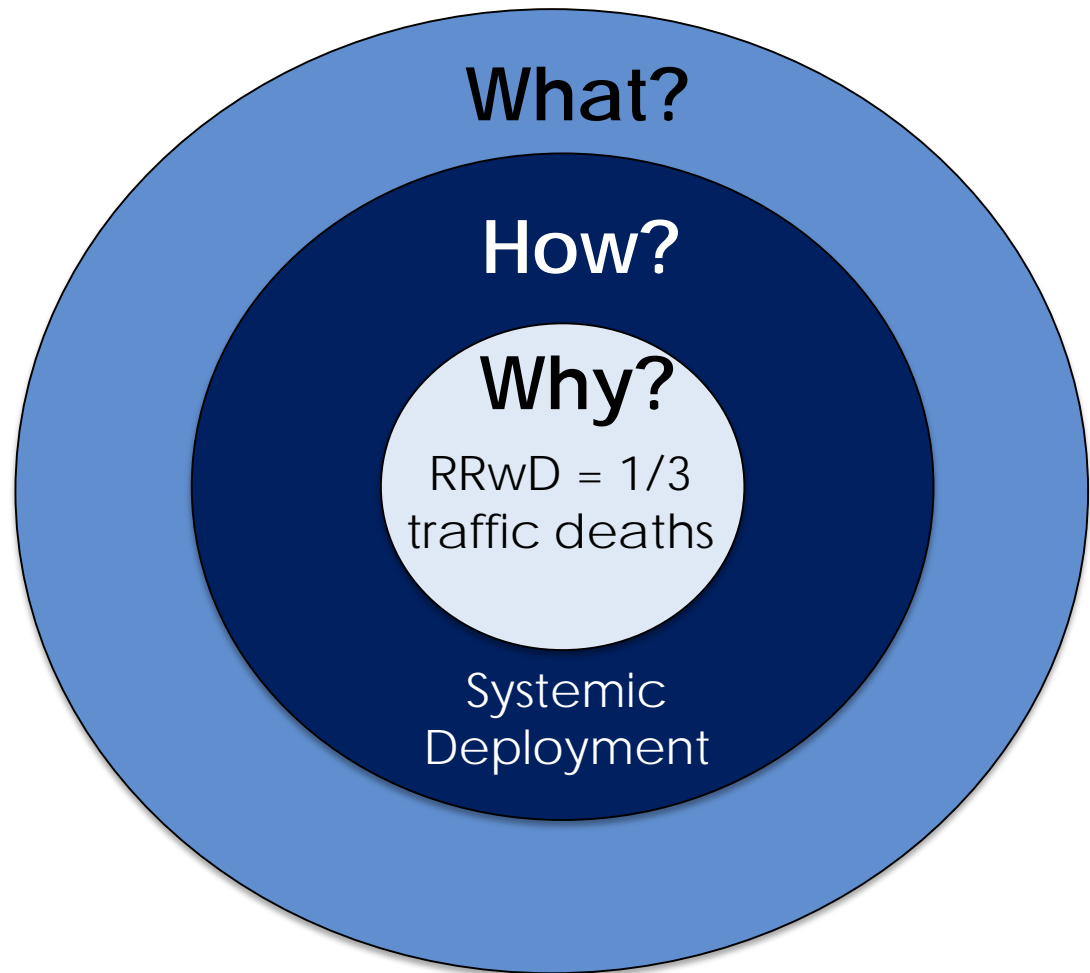 What?
How?
Why?
RRwD = 1/3
traffic deaths
Systemic
Deployment